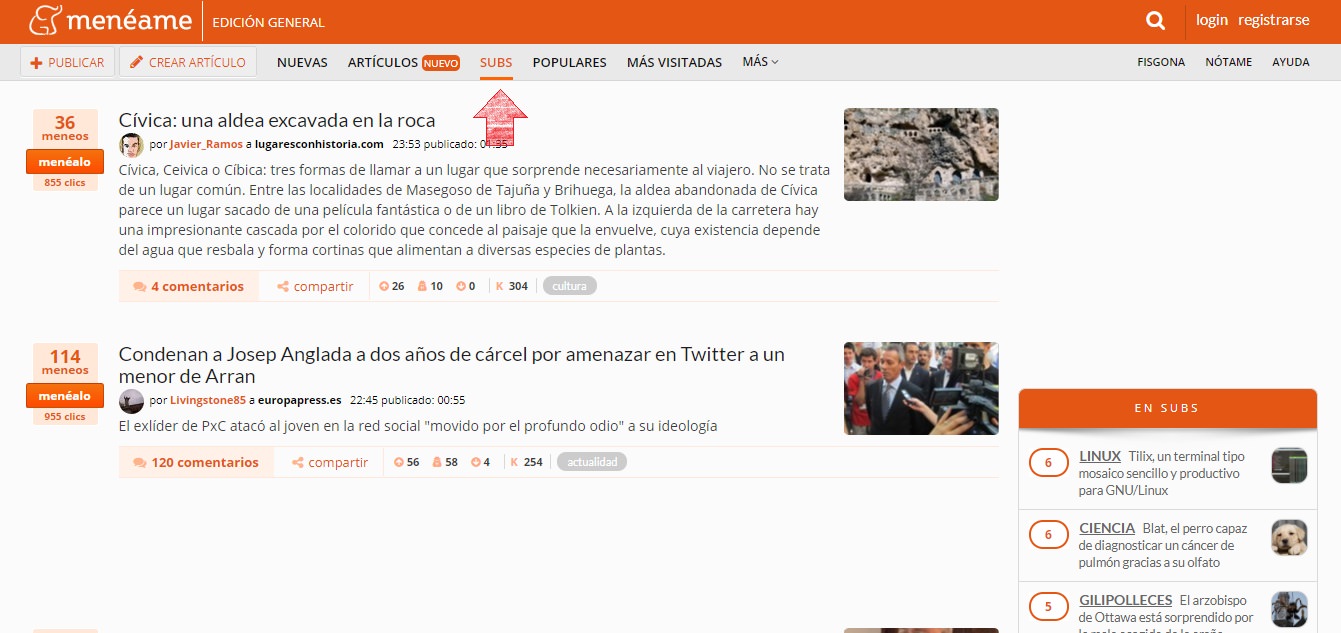 menéame EDICIÓN GENERAL login registrarse
PUBLICAR CREAR ARTÍCULO NUEVAS ARTÍCULOS NUEVO SUBS POPULARES MÁS VISITADAS MÁS FISGONA NÓTAME AYUDA
36
meneos
menéalo
855 clics
Cívica: una aldea excavada en la roca
por Javier_Ramos a lugaresconhistoria.com 23:53 publicado: 01:35
Cívica, Ceivica o Cíbica: tres formas de llamar a un lugar que sorprende necesariamente al viajero. No se trata
de un lugar común. Entre las localidades de Masegoso de Tajuña y Brihuega, la aldea abandonada de Cívica
parece un lugar sacado de una película fantástica o de un libro de Tolkien. A la izquierda de la carretera hay
una impresionante cascada por el colorido que concede al paisaje que la envuelve, cuya existencia depende
del agua que resbala y forma cortinas que alimentan a diversas especies de plantas.
4 comentarios compartir 26 10 0 K 304 cultura
114
meneos
menéalo
955 clics
Condenan a Josep Anglada a dos años de cárcel por amenazar en Twitter a un
menor de Arran
por Livingstone85 a europapress.es 22:45 publicado: 00:55
El exlíder de PxC atacó al joven en la red social "movido por el profundo odio" a su ideología
120 comentarios compartir 56 58 4 K 254 actualidad
EN SUBS
6 LINUX Tilix, un terminal tipo
mosaico sencillo y productivo
para GNU/Linux
6 CIENCIA Blat, el perro capaz
de diagnosticar un cáncer de
pulmón gracias a su olfato
5 GILIPOLLECES El arzobispo
de Ottawa está sorprendido por